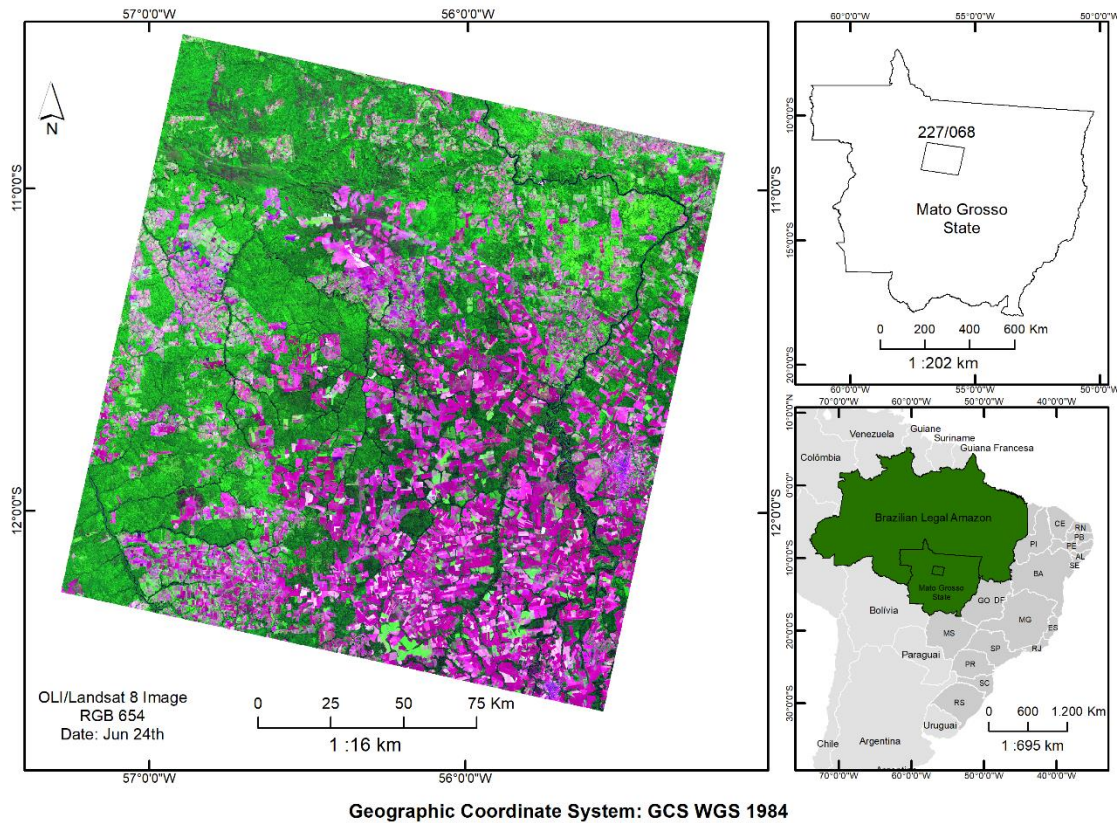 57°0'0"W
56°0'0"W
N
11°0'0"S
12°0'0"S
11°0'0"S
12°0'0"S
OLI/Landsat 8 Image
RGB 654
Date: Jun 24th
0 25 50 75 Km
1 :16 km
57°0'0"W
56°0'0"W
60°0'0"W 55°0'0"W 50°0'0"W
10°0'0"S
15°0'0"S
20°0'0"S
227/068
Mato Grosso
State
0 200 400 600 Km
1 :202 km
60°0'0"W 55°0'0"W 50°0'0"W
70°0'0"W 60°0'0"W 50°0'0"W 40°0'0"W
10°0'0"N
0°0'0"
10°0'0"S
20°0'0"S
30°0'0"S
Venezuela
Guiane
Suriname
Guiana Francesa
Colômbia
Brazilian Legal Amazon
CE
RN
PB
PI
PE
AL
SE
BA
Mato Grosso
State
GO
DF
Bolívia
MG
ES
MS
SP
RJ
Paraguai
PR
SC
RS
Uruguai
Argentina
Chile
0 600 1.200 Km
1 :695 km
70°0'0"W 60°0'0"W 50°0'0"W 40°0'0"W
Geographic Coordinate System: GCS WGS 1984